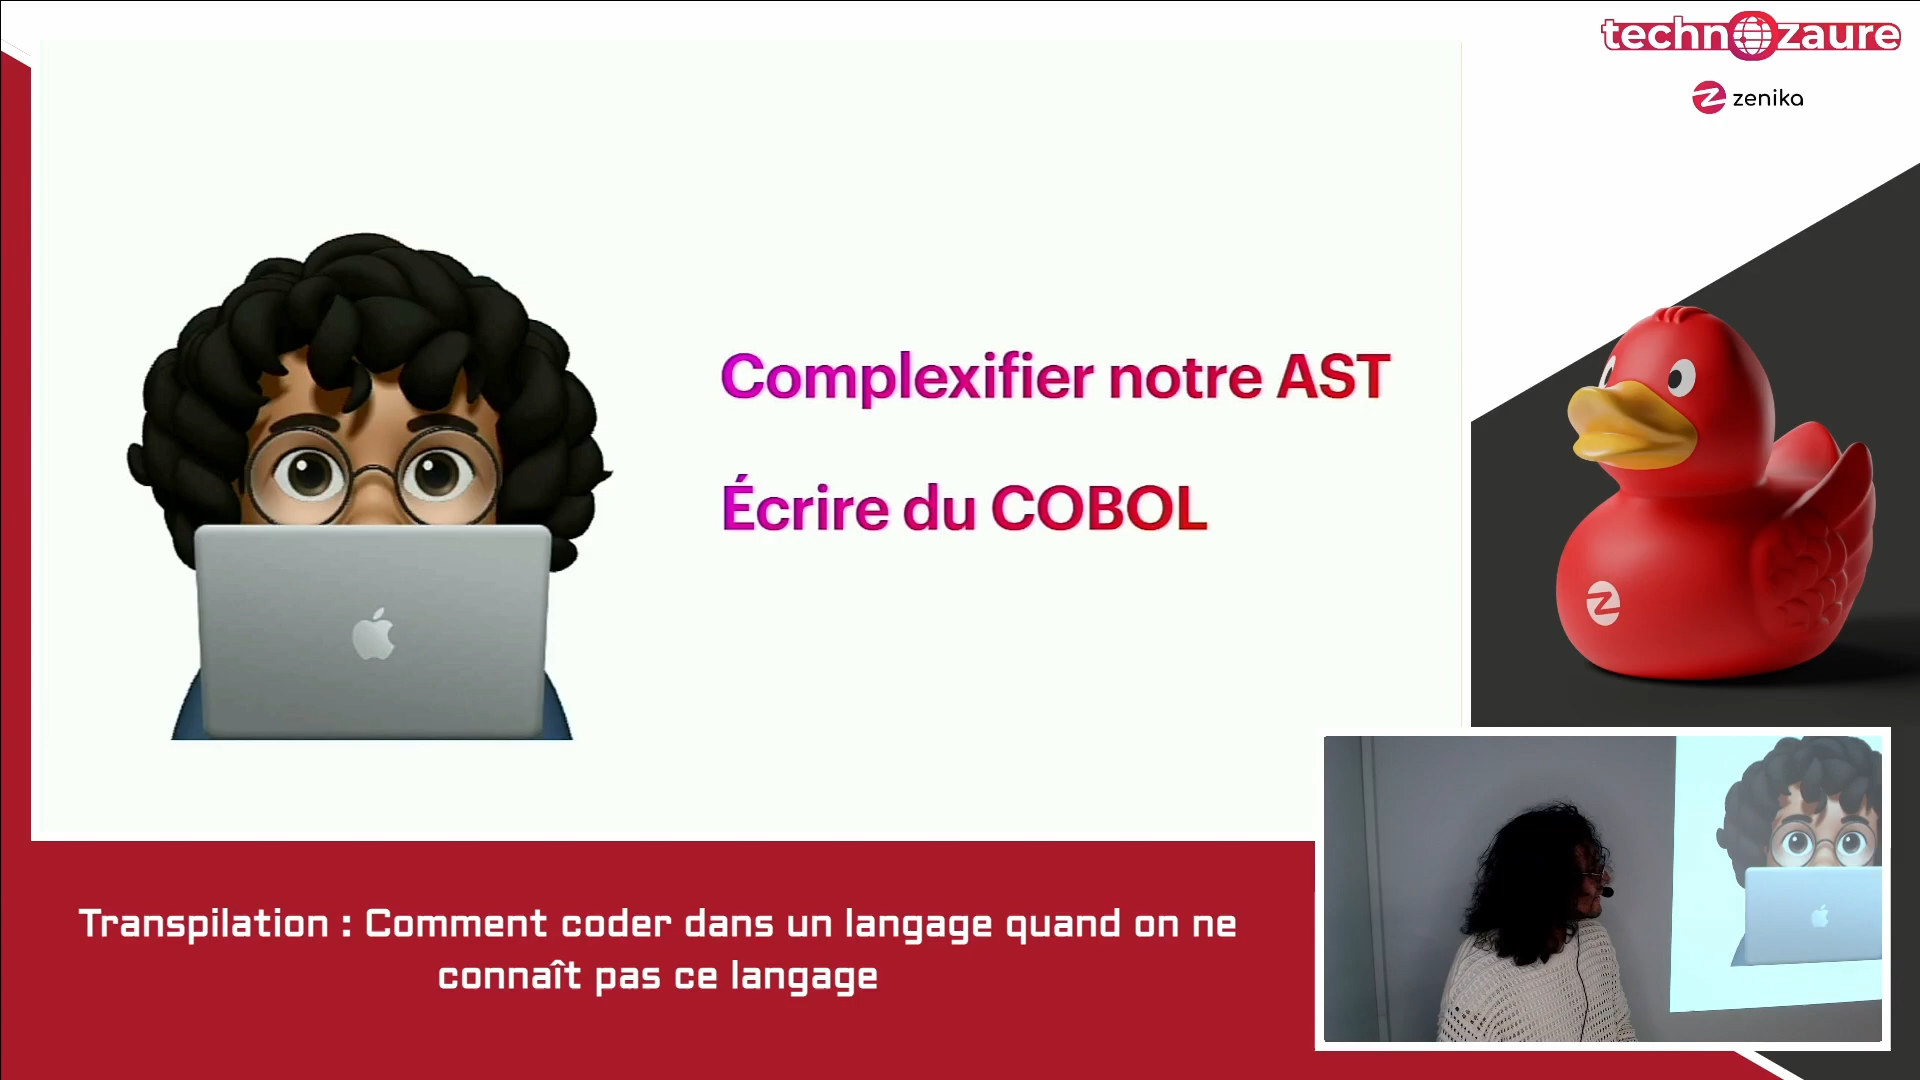 technozaure
zenika
Complexifier notre AST
Écrire du COBOL
Transpilation : Comment coder dans un langage quand on ne
connaît pas ce langage